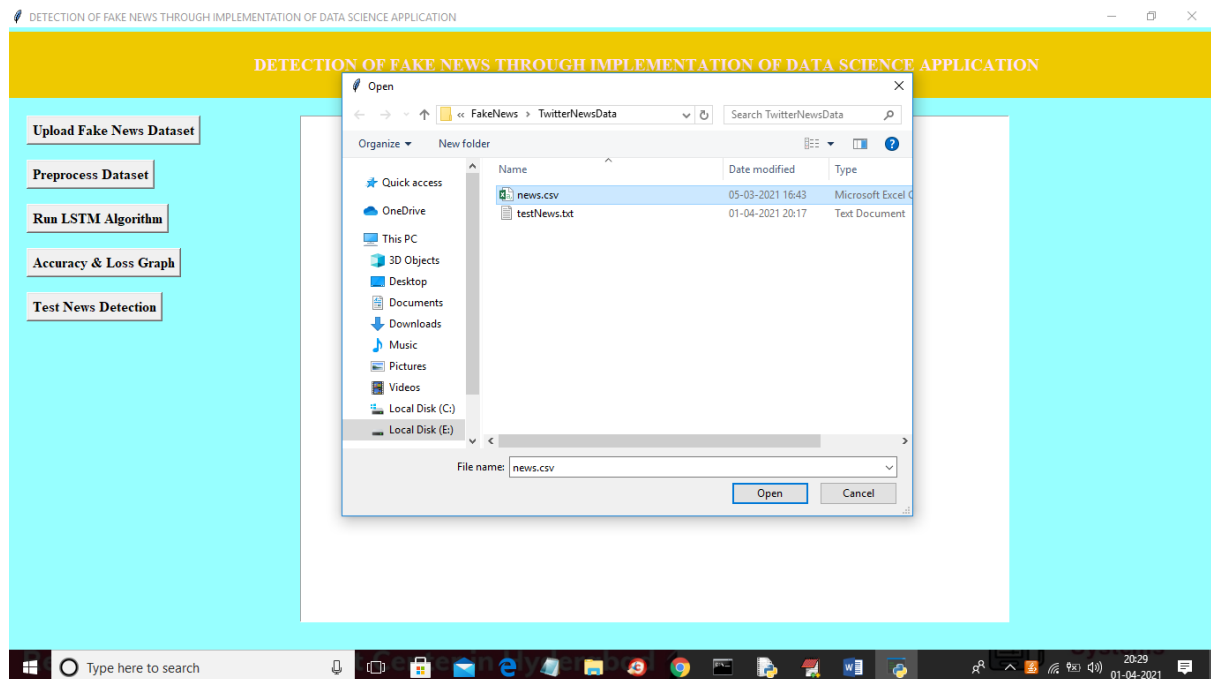 DETECTION OF FAKE NEWS THROUGH IMPLEMENTATION OF DATA SCIENCE APPLICATION
DETECTION OF FAKE NEWS THROUGH IMPLEMENTATION OF DATA SCIENCE APPLICATION
Upload Fake News Dataset
Preprocess Dataset
Run LSTM Algorithm
Accuracy & Loss Graph
Test News Detection
Open
« FakeNews › TwitterNewsData
Search TwitterNewsData
Organize
New folder
Quick access
OneDrive
This PC
3D Objects
Desktop
Documents
Downloads
Music
Pictures
Videos
Local Disk (C:)
Local Disk (E:)
Name Date modified Type
news.csv 05-03-2021 16:43 Microsoft Excel C
testNews.txt 01-04-2021 20:17 Text Document
File name: news.csv
Open Cancel
Type here to search
20:29
01-04-2021